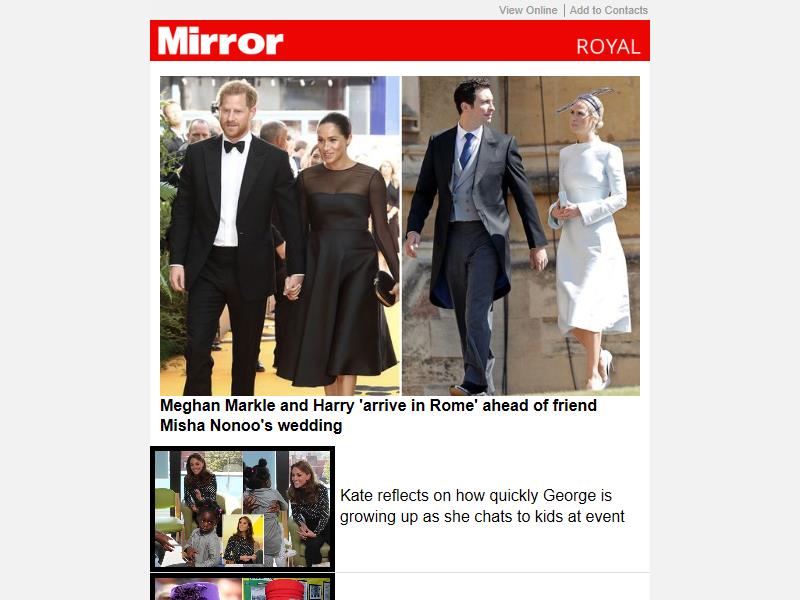 View Online | Add to Contacts
Mirror
ROYAL
Meghan Markle and Harry 'arrive in Rome' ahead of friend
Misha Nonoo's wedding
Kate reflects on how quickly George is
growing up as she chats to kids at event